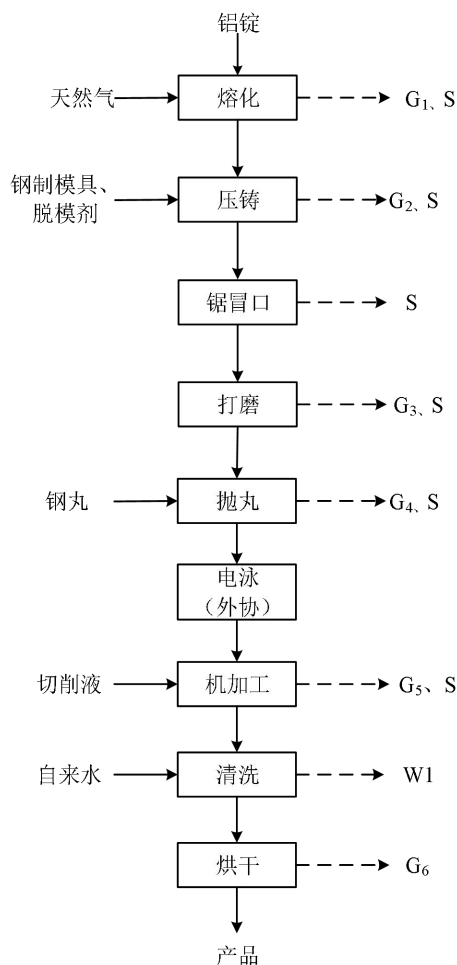 铝锭
天然气
熔化
G₁、S
钢制模具、
脱模剂
压铸
G₂、S
锯冒口
S
打磨
G₃、S
钢丸
抛丸
G₄、S
电泳
（外协）
切削液
机加工
G₅、S
自来水
清洗
W1
烘干
G₆
产品